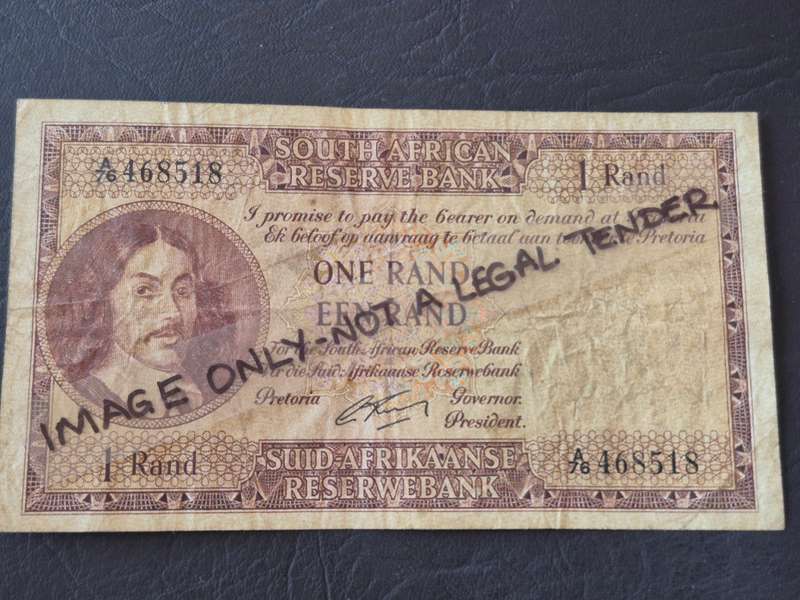 A/76 468518
SOUTH AFRICAN
RESERVE BANK
1 Rand
I promise to pay the bearer on demand at
Ek beloof op aanvraag te betaal aan Pretoria
ONE RAND
EEN RAND
For the South African Reserve Bank
Vir die Suid-Afrikaanse Reserwebank
Pretoria
Governor.
President.
1 Rand
SUID-AFRIKAANSE
RESERWEBANK
A/76 468518
IMAGE ONLY-NOT A LEGAL TENDER